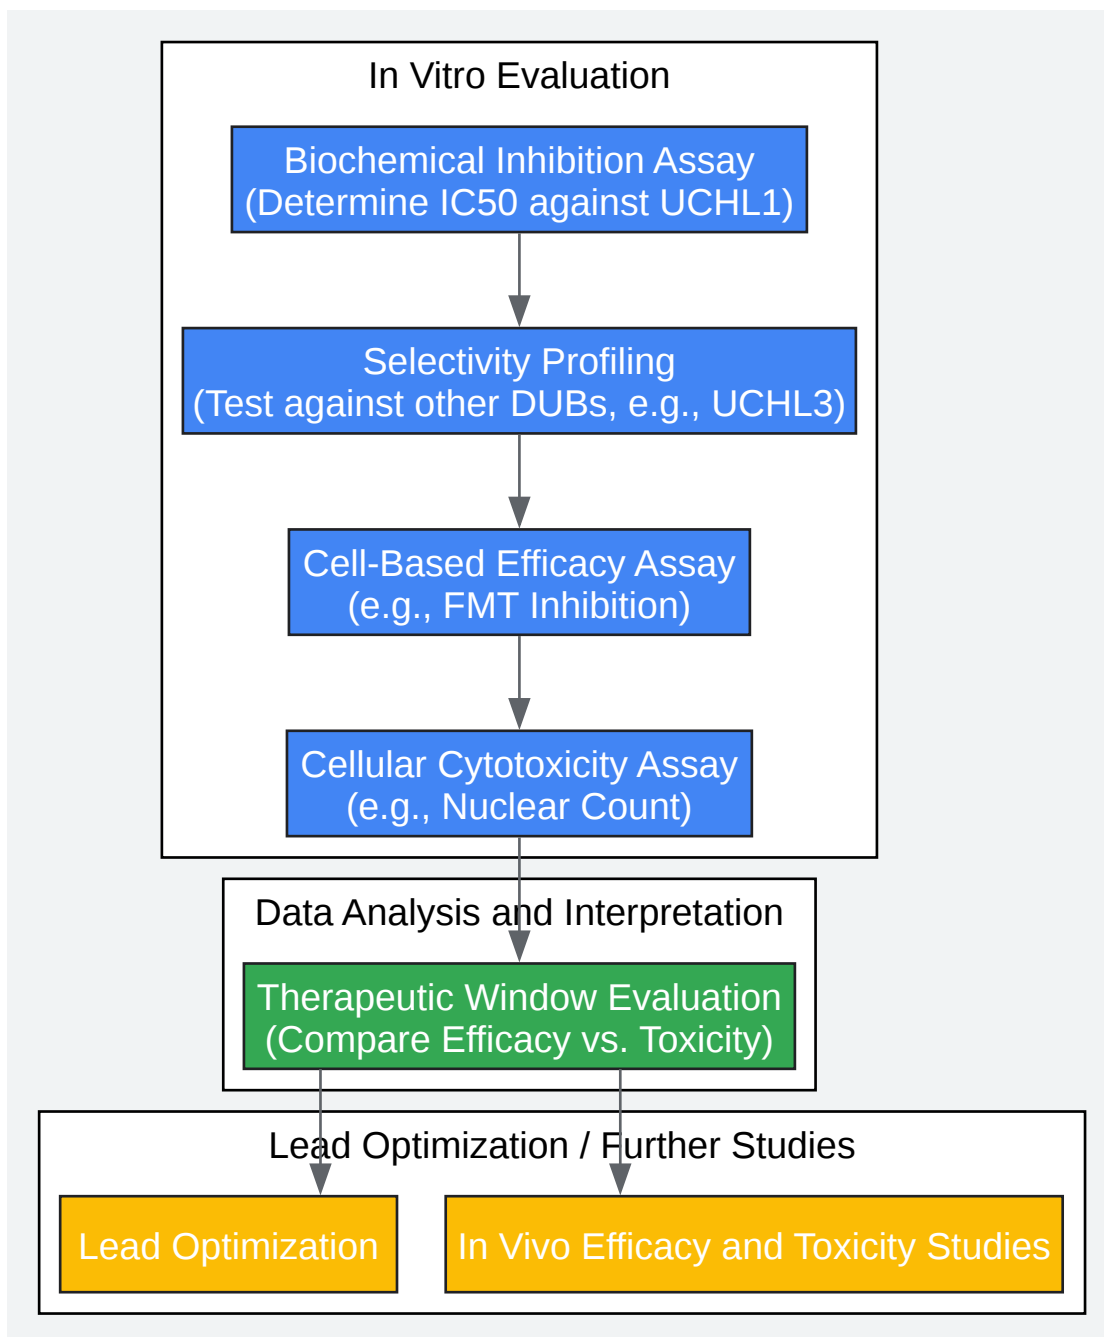 In Vitro Evaluation
Biochemical Inhibition Assay
(Determine IC50 against UCHL1)
Selectivity Profiling
(Test against other DUBs, e.g., UCHL3)
Cell-Based Efficacy Assay
(e.g., FMT Inhibition)
Cellular Cytotoxicity Assay
(e.g., Nuclear Count)
Data Analysis and Interpretation
Therapeutic Window Evaluation
(Compare Efficacy vs. Toxicity)
Lead Optimization / Further Studies
Lead Optimization
In Vivo Efficacy and Toxicity Studies